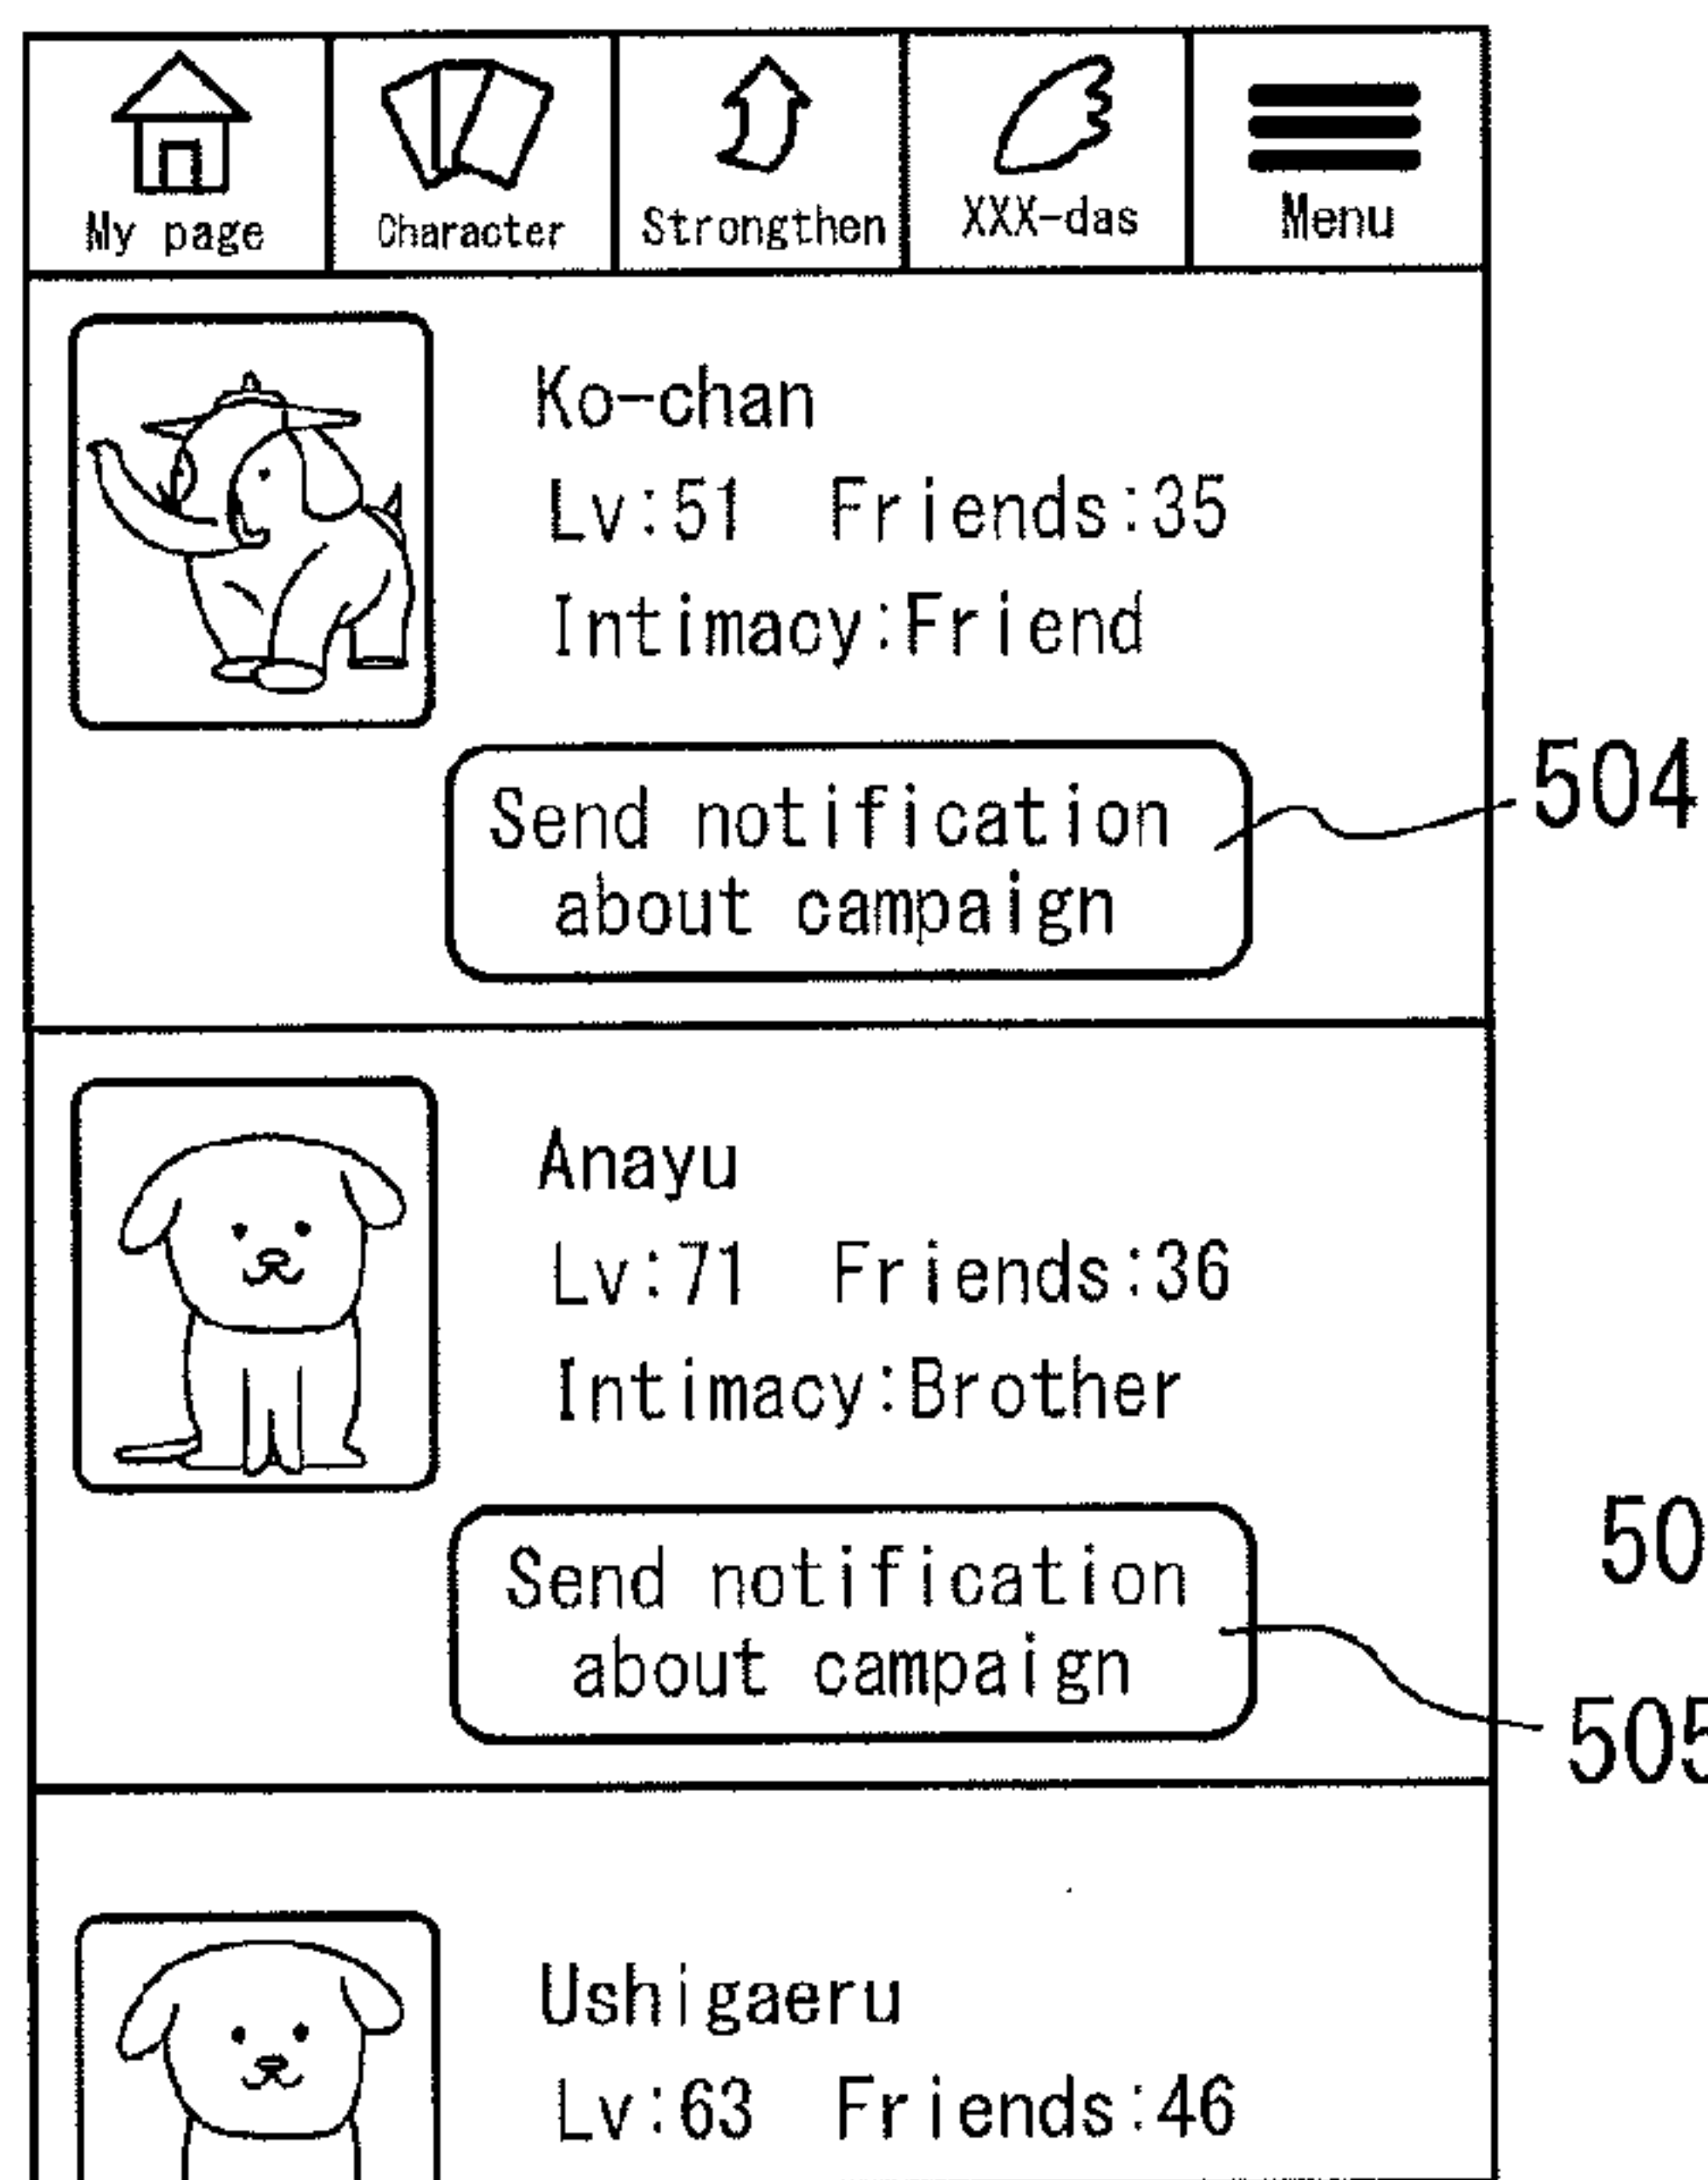 My page Character Strongthen XXX-das Menu
Ko-chan
Lv:51 Friends:35
Intimacy:Friend
Send notification
about campaign
504
Anayu
Lv:71 Friends:36
Intimacy:Brother
Send notification
about campaign
50
505
Ushigaeru
Lv:63 Friends:46